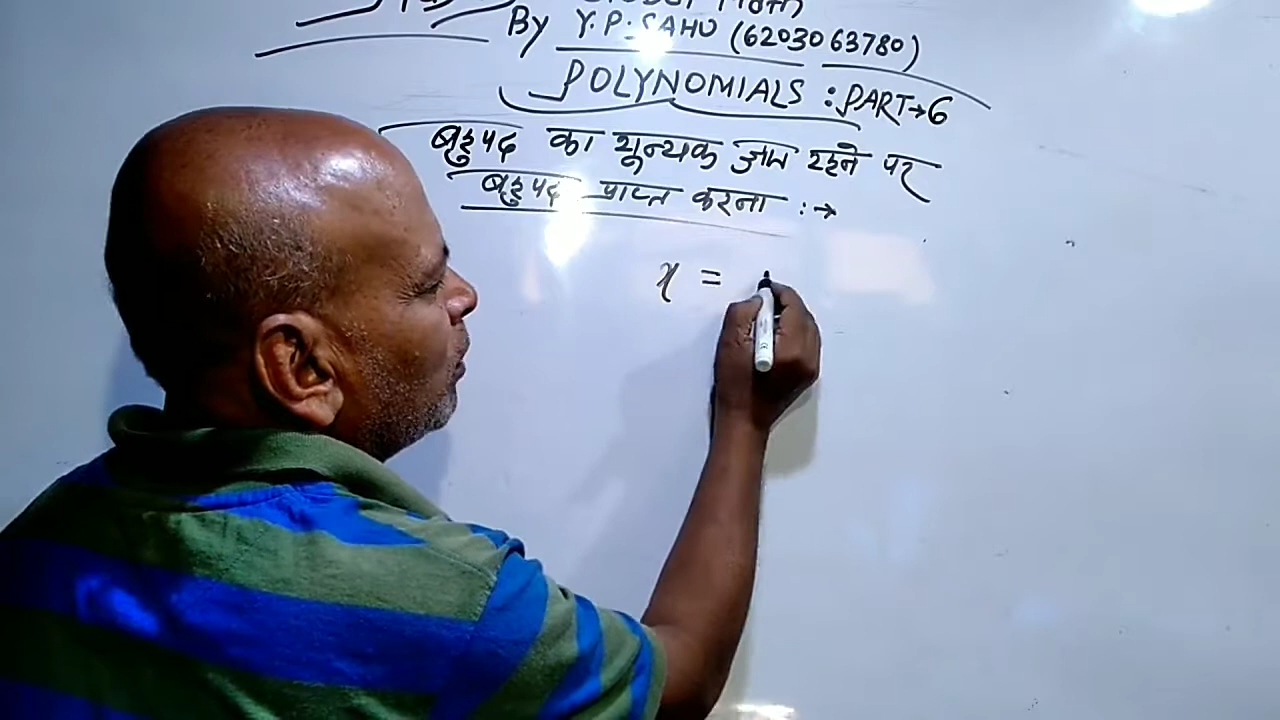 By Y.P. SAHU (6203063780)
POLYNOMIALS : PART→6
बहुपद का शून्यक ज्ञात रहने पर
बहुपद प्राप्त करना :→
x =